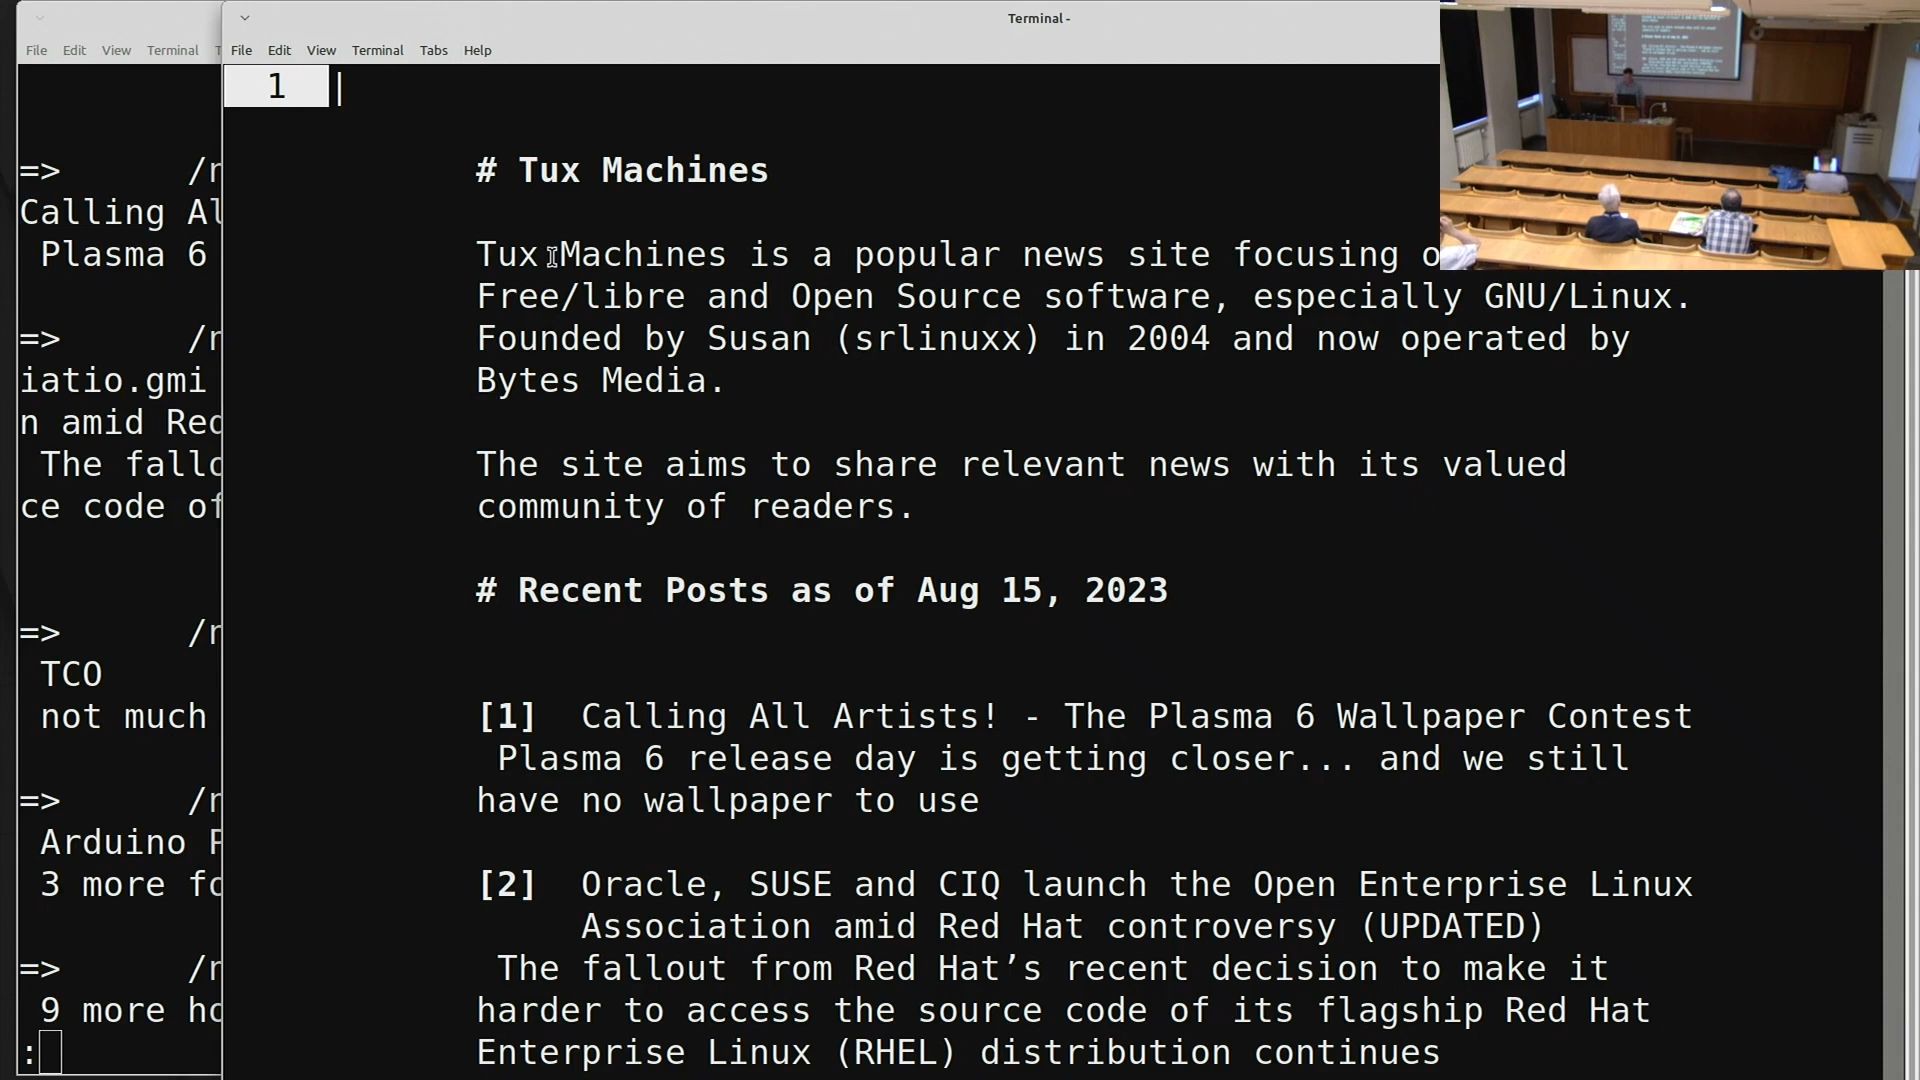 File Edit View Terminal T
Terminal -
File Edit View Terminal Tabs Help
=> /r
Calling Al
Plasma 6
=> /r
iatio.gmi
n amid Red
The fallo
ce code of
=> /r
TCO
not much
=> /r
Arduino P
3 more fo
=> /r
9 more ho
:
1
# Tux Machines
Tux Machines is a popular news site focusing o
Free/libre and Open Source software, especially GNU/Linux.
Founded by Susan (srlinuxx) in 2004 and now operated by
Bytes Media.
The site aims to share relevant news with its valued
community of readers.
# Recent Posts as of Aug 15, 2023
[1] Calling All Artists! - The Plasma 6 Wallpaper Contest
Plasma 6 release day is getting closer... and we still
have no wallpaper to use
[2] Oracle, SUSE and CIQ launch the Open Enterprise Linux
Association amid Red Hat controversy (UPDATED)
The fallout from Red Hat’s recent decision to make it
harder to access the source code of its flagship Red Hat
Enterprise Linux (RHEL) distribution continues